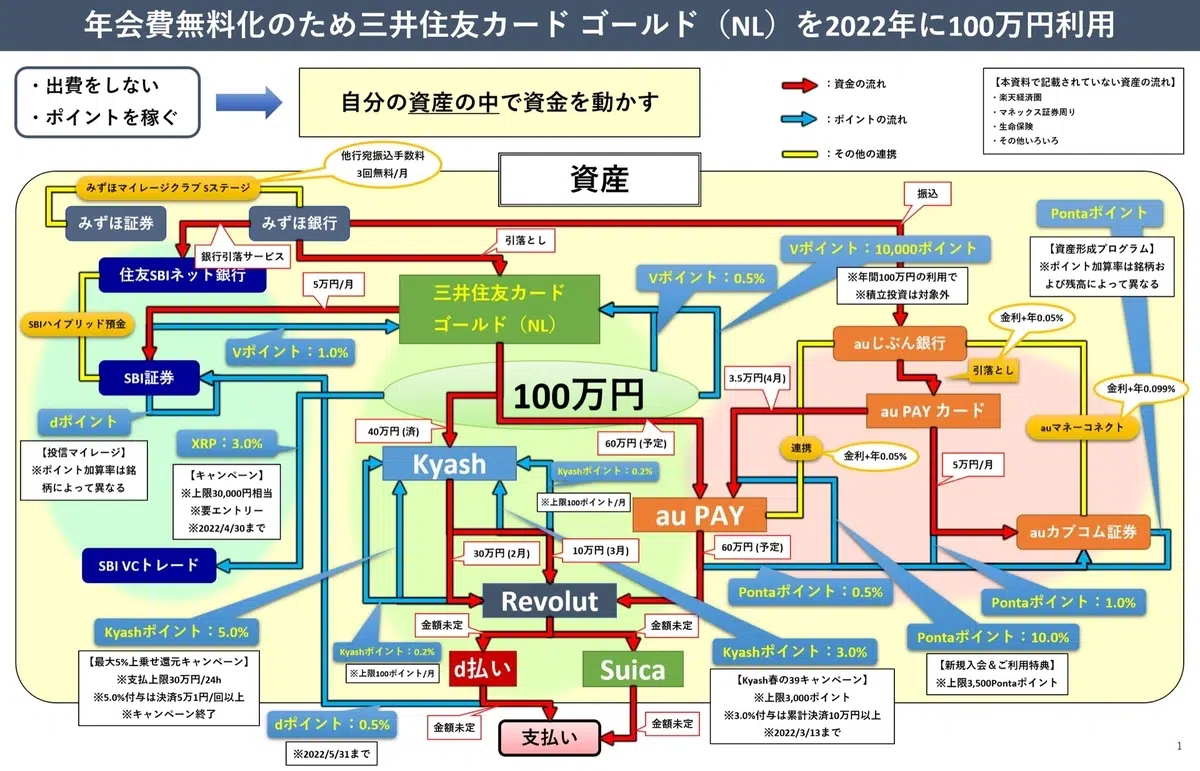 年会費無料化のため三井住友カード ゴールド（NL）を2022年に100万円利用
・出費をしない
・ポイントを稼ぐ
自分の資産の中で資金を動かす
：資金の流れ
：ポイントの流れ
：その他の連携
【本資料で記載されていない資産の流れ】
・楽天経済圏
・マネックス証券周り
・生命保険
・その他いろいろ
他行宛振込手数料
3回無料/月
資産
みずほマイレージクラブ Sステージ
みずほ証券
みずほ銀行
振込
Pontaポイント
【資産形成プログラム】
※ポイント加算率は銘柄お
よび残高によって異なる
銀行引落サービス
引落とし
Vポイント：10,000ポイント
※年間100万円の利用で
※積立投資は対象外
住友SBIネット銀行
5万円/月
三井住友カード
ゴールド（NL）
Vポイント：0.5%
SBIハイブリッド預金
Vポイント：1.0%
auじぶん銀行
金利+年0.05%
引落とし
SBI証券
100万円
3.5万円(4月)
au PAY カード
金利+年0.099%
auマネーコネクト
dポイント
【投信マイレージ】
※ポイント加算率は銘
柄によって異なる
XRP：3.0%
【キャンペーン】
※上限30,000円相当
※要エントリー
※2022/4/30まで
40万円 (済)
60万円 (予定)
連携
金利+年0.05%
5万円/月
Kyash
Kyashポイント：0.2%
※上限100ポイント/月
au PAY
auカブコム証券
SBI VCトレード
30万円 (2月)
10万円 (3月)
60万円 (予定)
Revolut
Pontaポイント：0.5%
Pontaポイント：1.0%
Kyashポイント：5.0%
【最大5%上乗せ還元キャンペーン】
※支払上限30万円/24h
※5.0%付与は決済5万1円/回以上
※キャンペーン終了
Kyashポイント：0.2%
※上限100ポイント/月
金額未定
金額未定
d払い
Suica
Kyashポイント：3.0%
【Kyash春の39キャンペーン】
※上限3,000ポイント
※3.0%付与は累計決済10万円以上
※2022/3/13まで
Pontaポイント：10.0%
【新規入会＆ご利用特典】
※上限3,500Pontaポイント
dポイント：0.5%
※2022/5/31まで
金額未定
金額未定
支払い
1